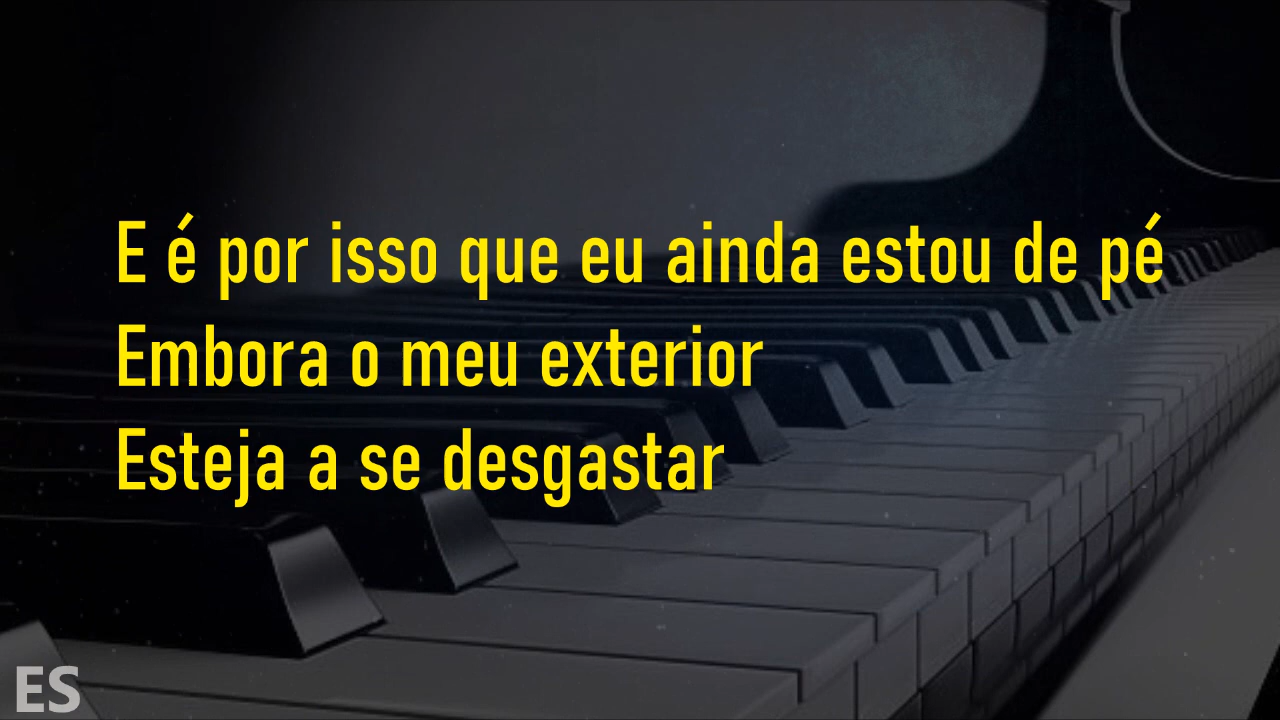 E é por isso que eu ainda estou de pé
Embora o meu exterior
Esteja a se desgastar
ES